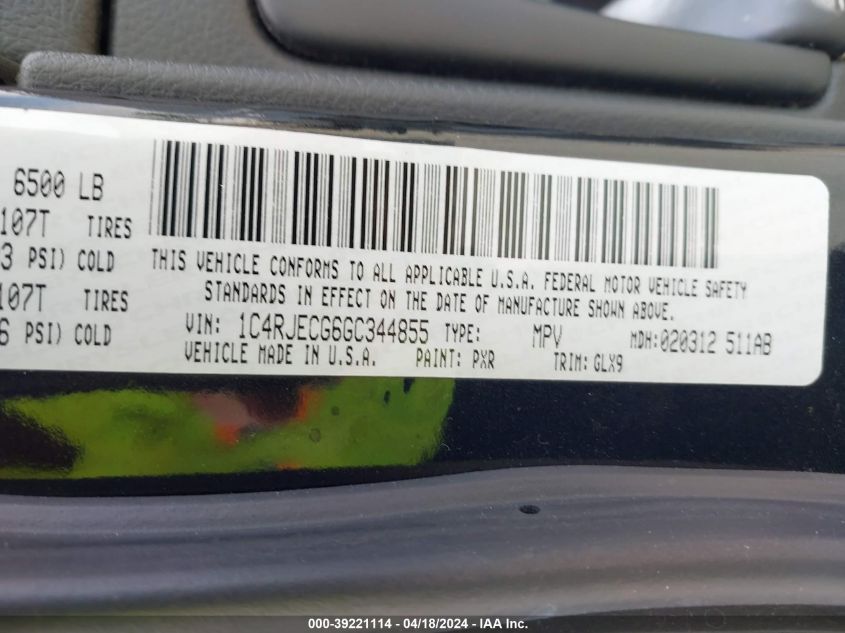 6500 LB
107T TIRES
3 PSI) COLD
107T TIRES
6 PSI) COLD
THIS VEHICLE CONFORMS TO ALL APPLICABLE U.S.A. FEDERAL MOTOR VEHICLE SAFETY
STANDARDS IN EFFECT ON THE DATE OF MANUFACTURE SHOWN ABOVE.
VIN: 1C4RJECG6GC344855 TYPE: MPV MDH:020312 511AB
VEHICLE MADE IN U.S.A. PAINT: PXR TRIM: GLX9
000-39221114 - 04/18/2024 - IAA Inc.